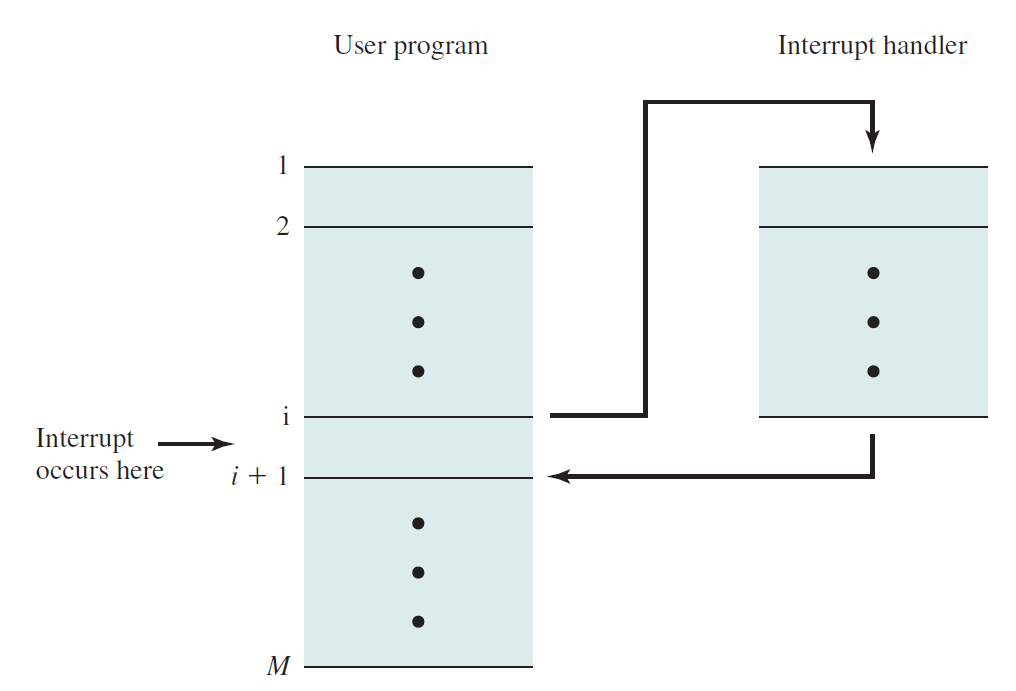 User program
Interrupt handler
1
2
i
Interrupt
occurs here
i + 1
M